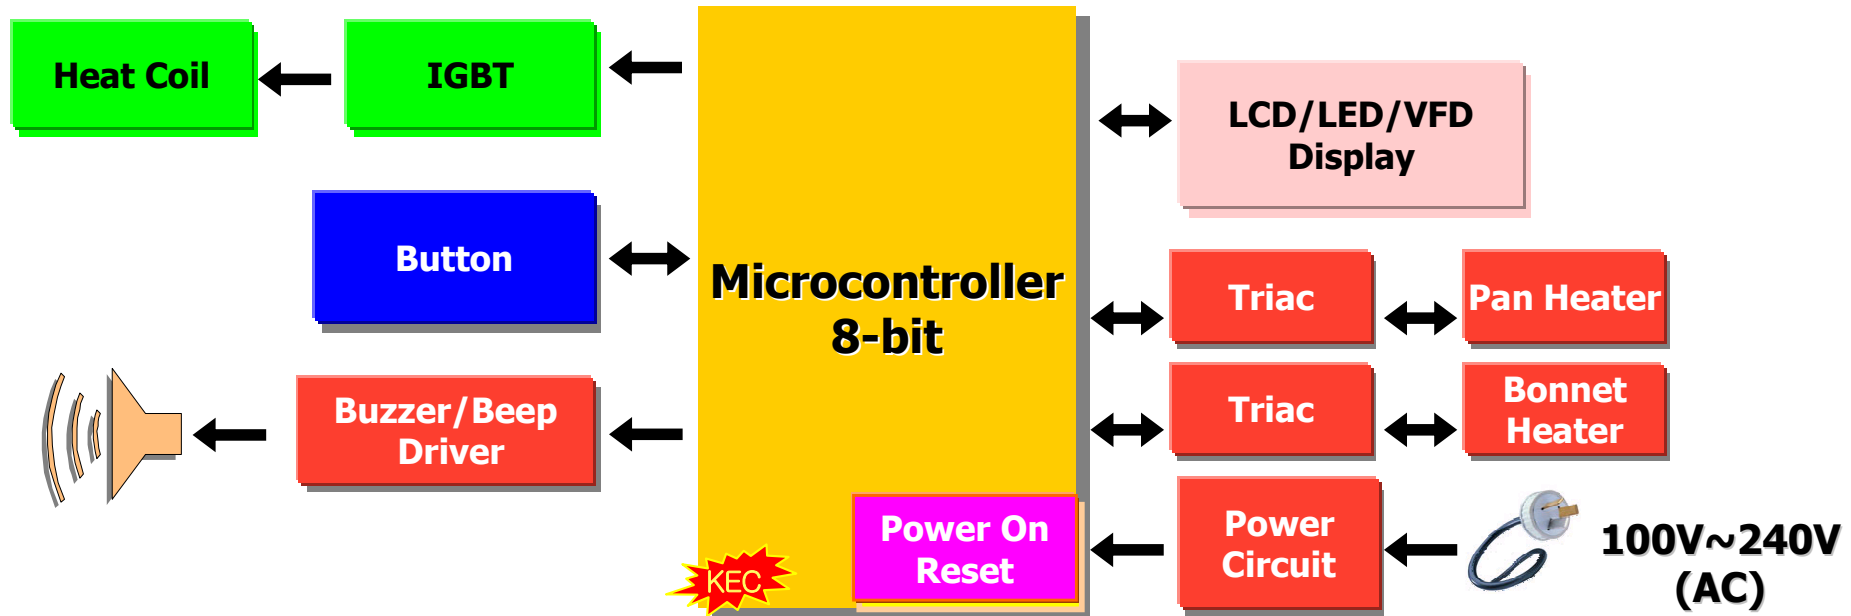 Heat Coil
IGBT
Button
Buzzer/Beep
Driver
Microcontroller
8-bit
Power On
Reset
KEC
LCD/LED/VFD
Display
Triac
Pan Heater
Triac
Bonnet
Heater
Power
Circuit
100V~240V
(AC)